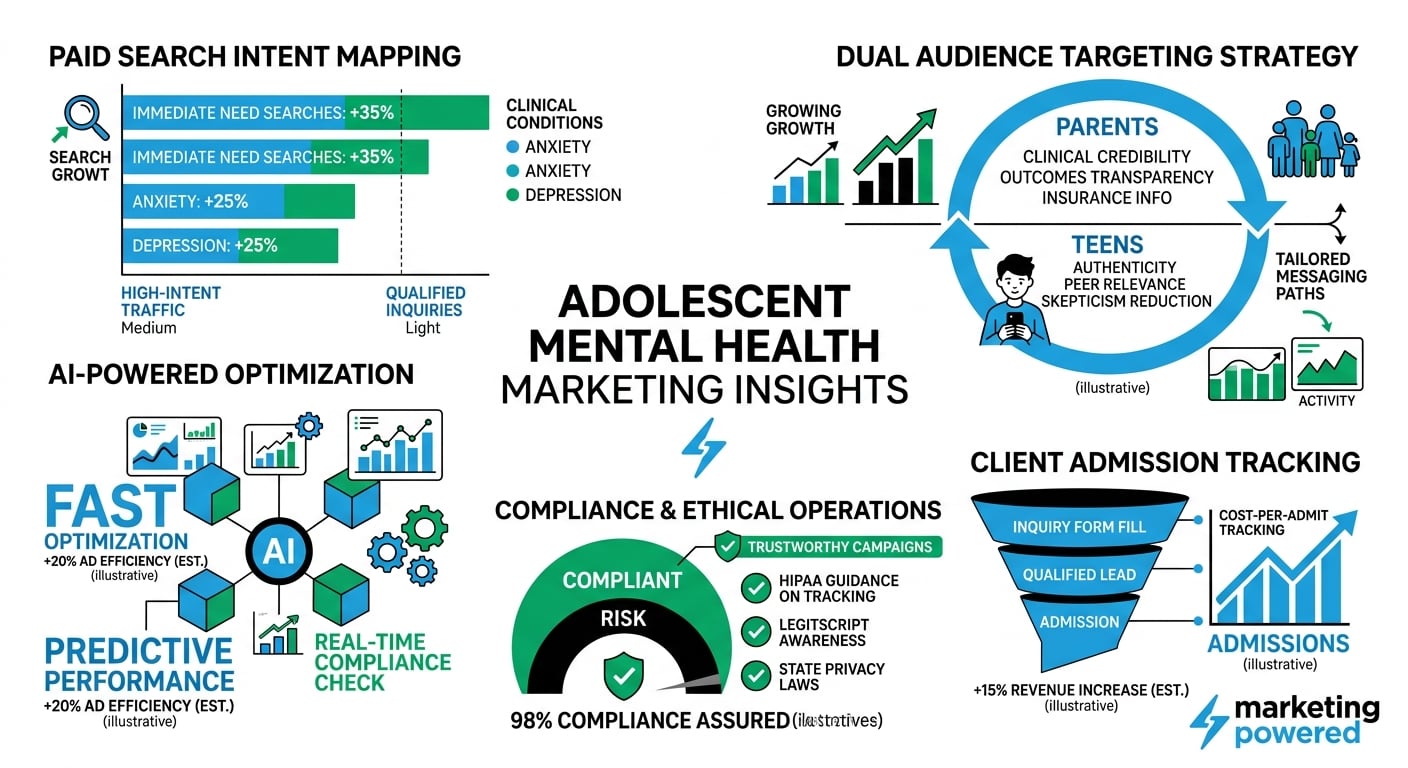 PAID SEARCH INTENT MAPPING
SEARCH
GROWT
IMMEDIATE NEED SEARCHES: +35%
IMMEDIATE NEED SEARCHES: +35%
ANXIETY: +25%
DEPRESSION: +25%
CLINICAL
CONDITIONS
ANXIETY
ANXIETY
DEPRESSION
HIGH-INTENT
TRAFFIC
Medium
QUALIFIED
INQUIRIES
Light
DUAL AUDIENCE TARGETING STRATEGY
GROWING
GROWTH
PARENTS
CLINICAL CREDIBILITY
OUTCOMES TRANSPARENCY
INSURANCE INFO
TEENS
AUTHENTICITY
PEER RELEVANCE
SKEPTICISM REDUCTION
(illustrative)
TAILORED
MESSAGING
PATHS
ACTIVITY
ADOLESCENT
MENTAL HEALTH
MARKETING INSIGHTS
AI-POWERED OPTIMIZATION
FAST
OPTIMIZATION
+20% AD EFFICIENCY (EST.)
(illustrative)
AI
PREDICTIVE
PERFORMANCE
+20% AD EFFICIENCY (EST.)
(illustrative)
REAL-TIME
COMPLIANCE
CHECK
COMPLIANCE & ETHICAL OPERATIONS
TRUSTWORTHY CAMPAIGNS
COMPLIANT
RISK
HIPAA GUIDANCE
ON TRACKING
LEGITSCRIPT
AWARENESS
STATE PRIVACY
LAWS
98% COMPLIANCE ASSURED
CLIENT ADMISSION TRACKING
INQUIRY FORM FILL
QUALIFIED LEAD
ADMISSION
COST-PER-ADMIT
TRACKING
ADMISSIONS
(illustrative)
+15% REVENUE INCREASE (EST.)
(illustrative)
marketing
powered